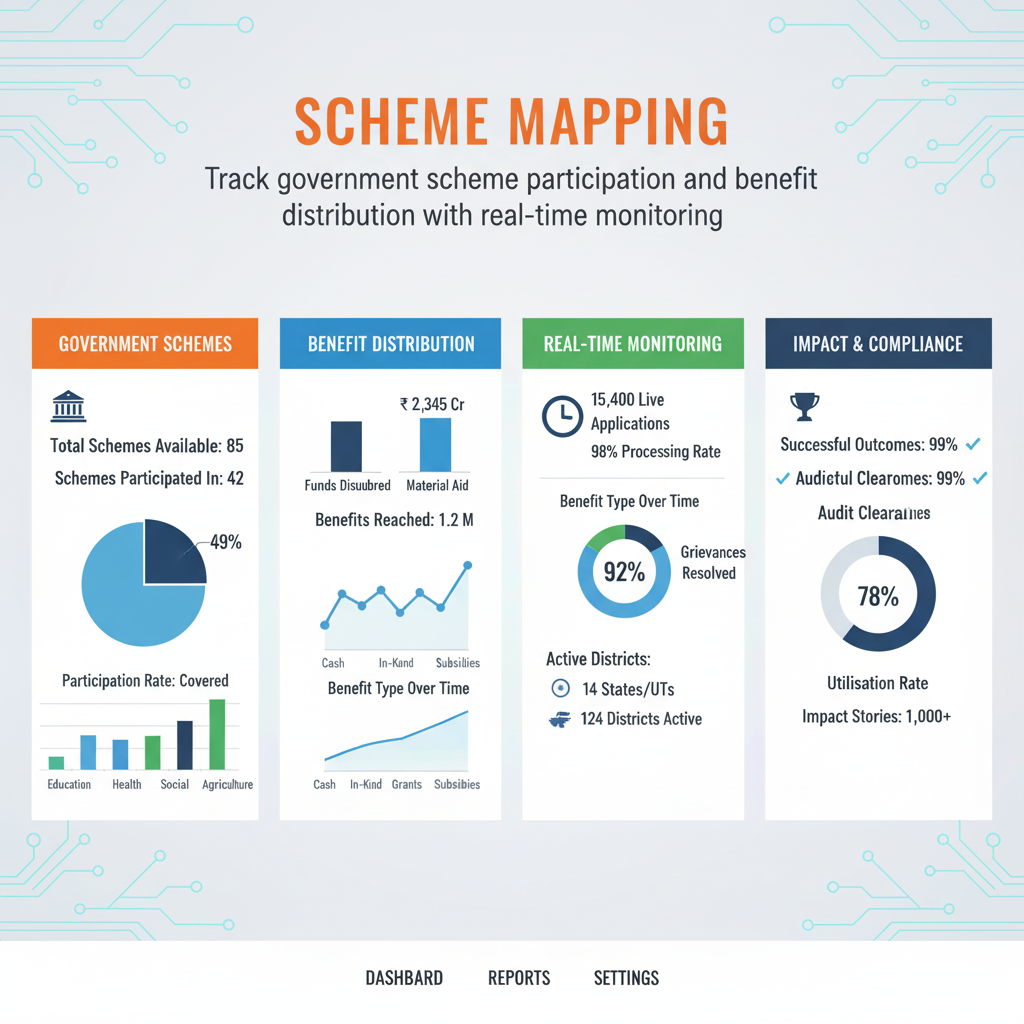 SCHEME MAPPING
Track government scheme participation and benefit
distribution with real-time monitoring
GOVERNMENT SCHEMES
Total Schemes Available: 85
Schemes Participated In: 42
49%
Participation Rate: Covered
Education Health Social Agriculture
BENEFIT DISTRIBUTION
₹ 2,345 Cr
Funds Disuubred Material Aid
Benefits Reached: 1.2 M
Cash In-Kand Subsilies
Benefit Type Over Time
Cash In-Kind Grants Subsibies
REAL-TIME MONITORING
15,400 Live
Applications
98% Processing Rate
Benefit Type Over Time
92%
Grievances
Resolved
Active Districts:
14 States/UTs
124 Districts Active
IMPACT & COMPLIANCE
Successful Outcomes: 99%
Audieful Clearomes: 99%
Audit
78%
Utilisation Rate
Impact Stories: 1,000+
DASHBARD REPORTS SETTINGS